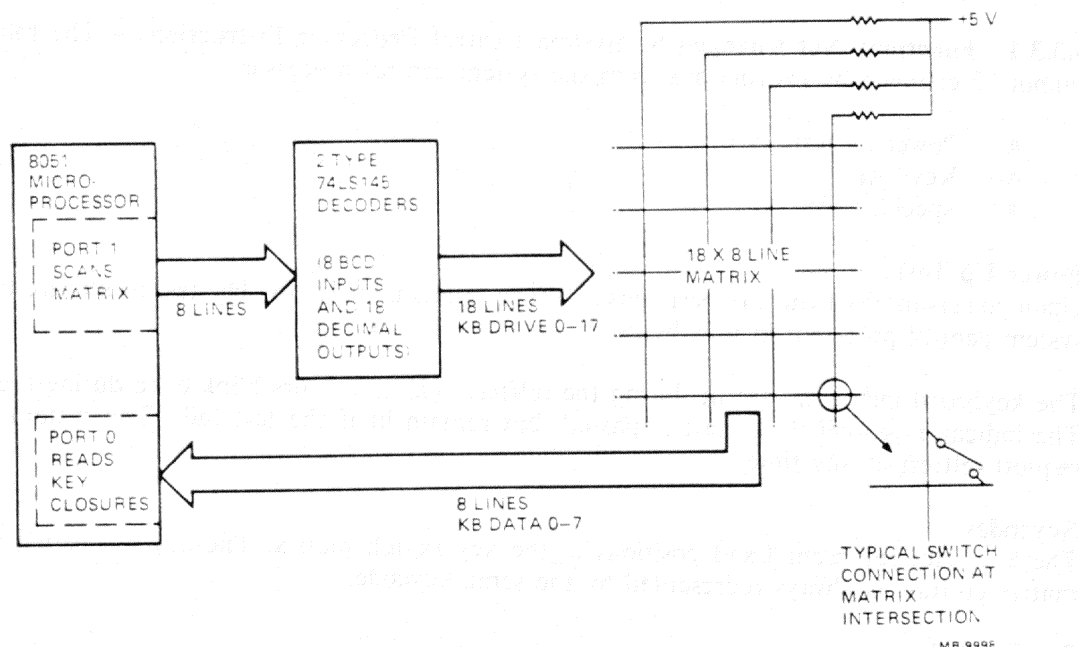 +5 V
8051
MICRO-
PROCESSOR
PORT 1
SCANS
MATRIX
8 LINES
2 TYPE
74LS145
DECODERS
(8 BCD
INPUTS
AND 18
DECIMAL
OUTPUTS)
18 LINES
KB DRIVE 0-17
18 X 8 LINE
MATRIX
PORT 0
READS
KEY
CLOSURES
8 LINES
KB DATA 0-7
TYPICAL SWITCH
CONNECTION AT
MATRIX
INTERSECTION